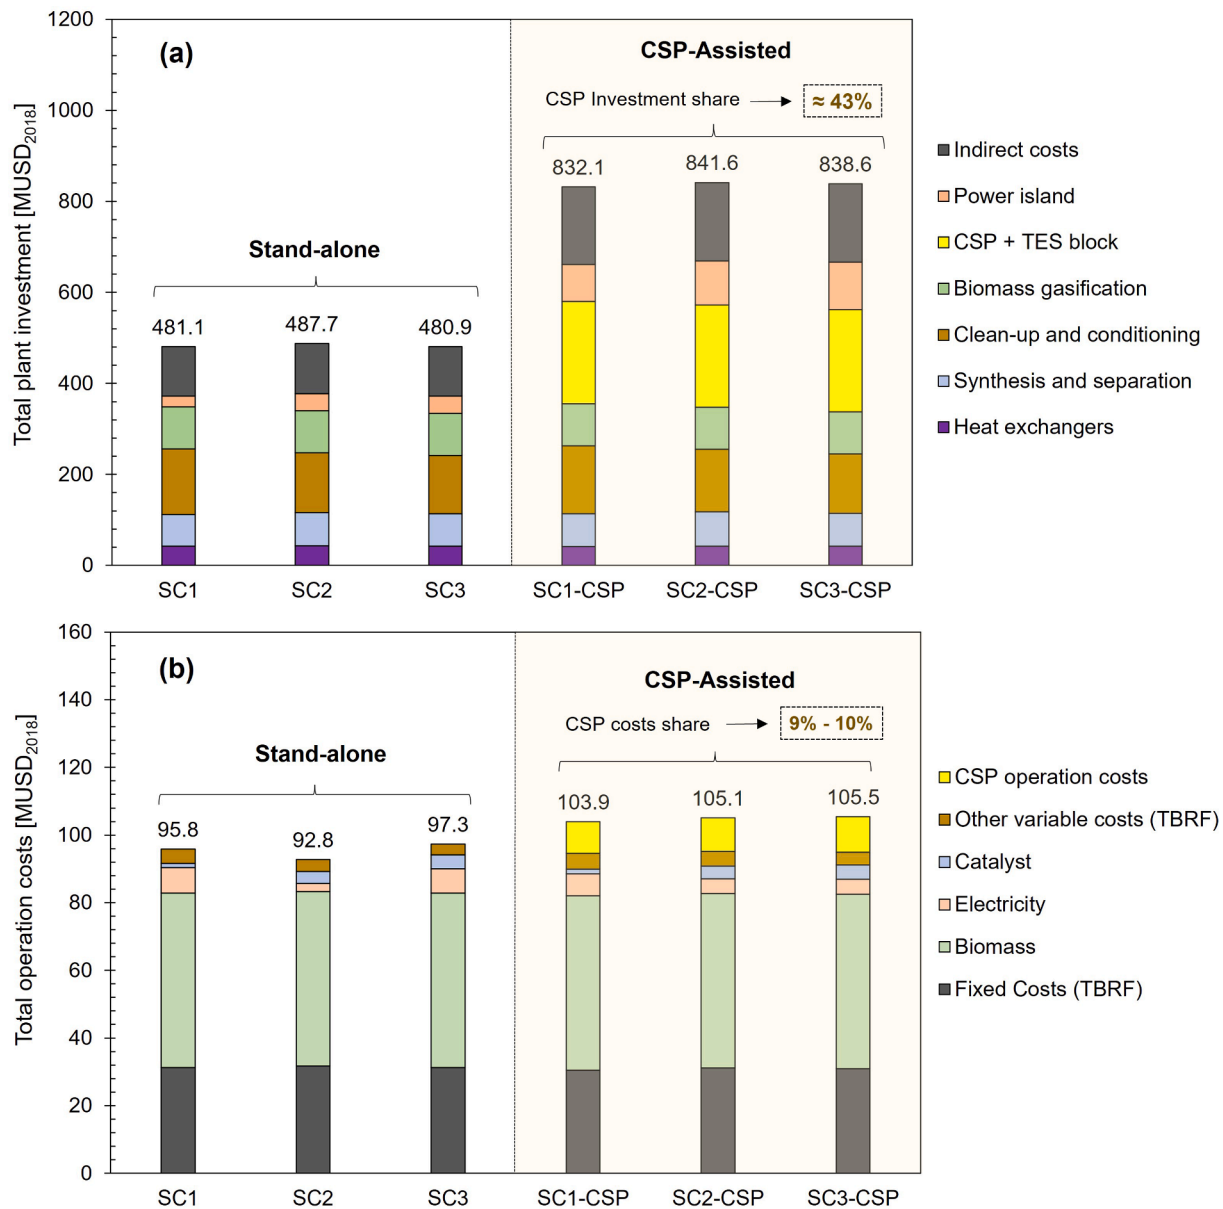 (a)
CSP-Assisted
CSP Investment share
≈ 43%
Stand-alone
Total plant investment [MUSD2018]
1200
1000
800
600
400
200
0
481.1
487.7
480.9
832.1
841.6
838.6
SC1
SC2
SC3
SC1-CSP
SC2-CSP
SC3-CSP
Indirect costs
Power island
CSP + TES block
Biomass gasification
Clean-up and conditioning
Synthesis and separation
Heat exchangers
(b)
CSP-Assisted
CSP costs share
9% - 10%
Stand-alone
Total operation costs [MUSD2018]
160
140
120
100
80
60
40
20
0
95.8
92.8
97.3
103.9
105.1
105.5
SC1
SC2
SC3
SC1-CSP
SC2-CSP
SC3-CSP
CSP operation costs
Other variable costs (TBRF)
Catalyst
Electricity
Biomass
Fixed Costs (TBRF)